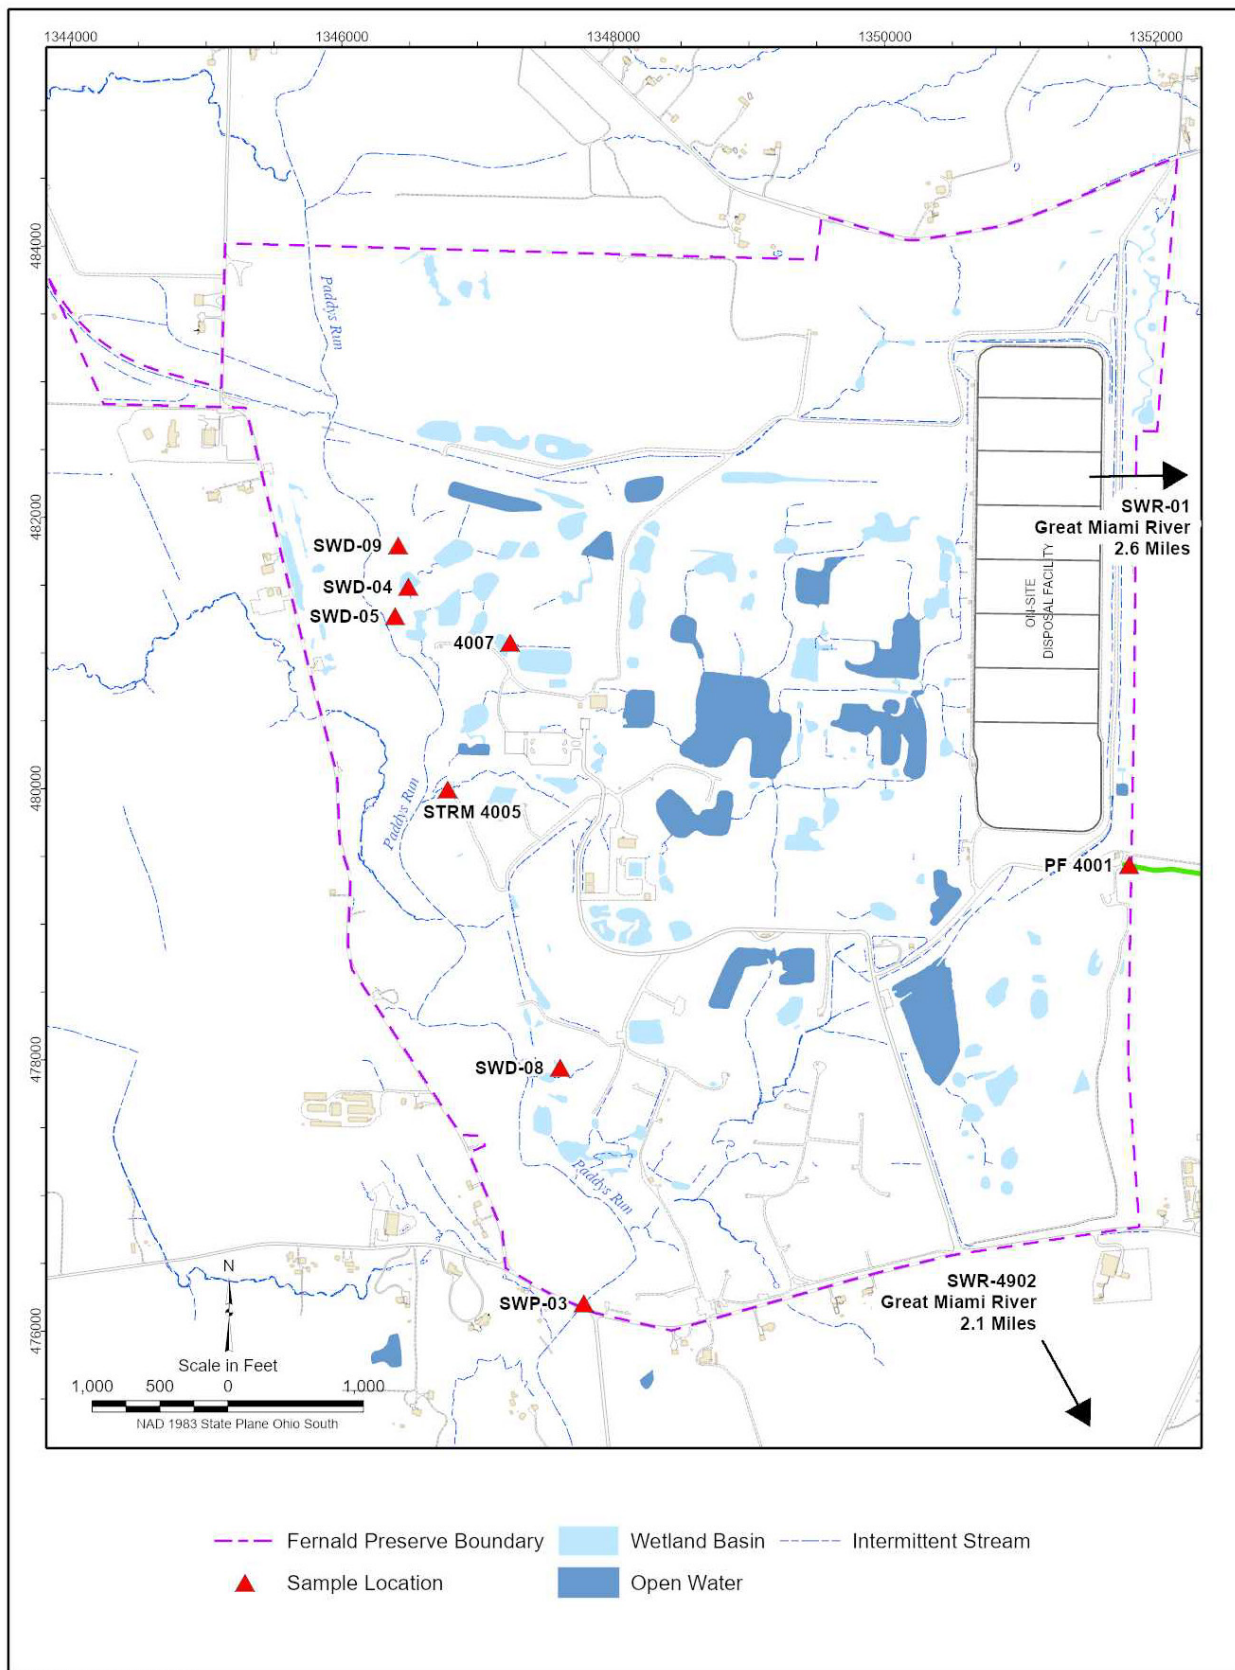 1344000
1346000
1348000
1350000
1352000
484000
482000
480000
478000
476000
Paddys Run
SWR-01
Great Miami River
2.6 Miles
SWD-09
SWD-04
SWD-05
4007
ON-SITE
DISPOSAL FACILITY
Paddys Run
STRM 4005
PF 4001
SWD-08
Paddys Run
SWP-03
SWR-4902
Great Miami River
2.1 Miles
N
Scale in Feet
1,000 500 0 1,000
NAD 1983 State Plane Ohio South
Fernald Preserve Boundary
Wetland Basin
Intermittent Stream
Sample Location
Open Water